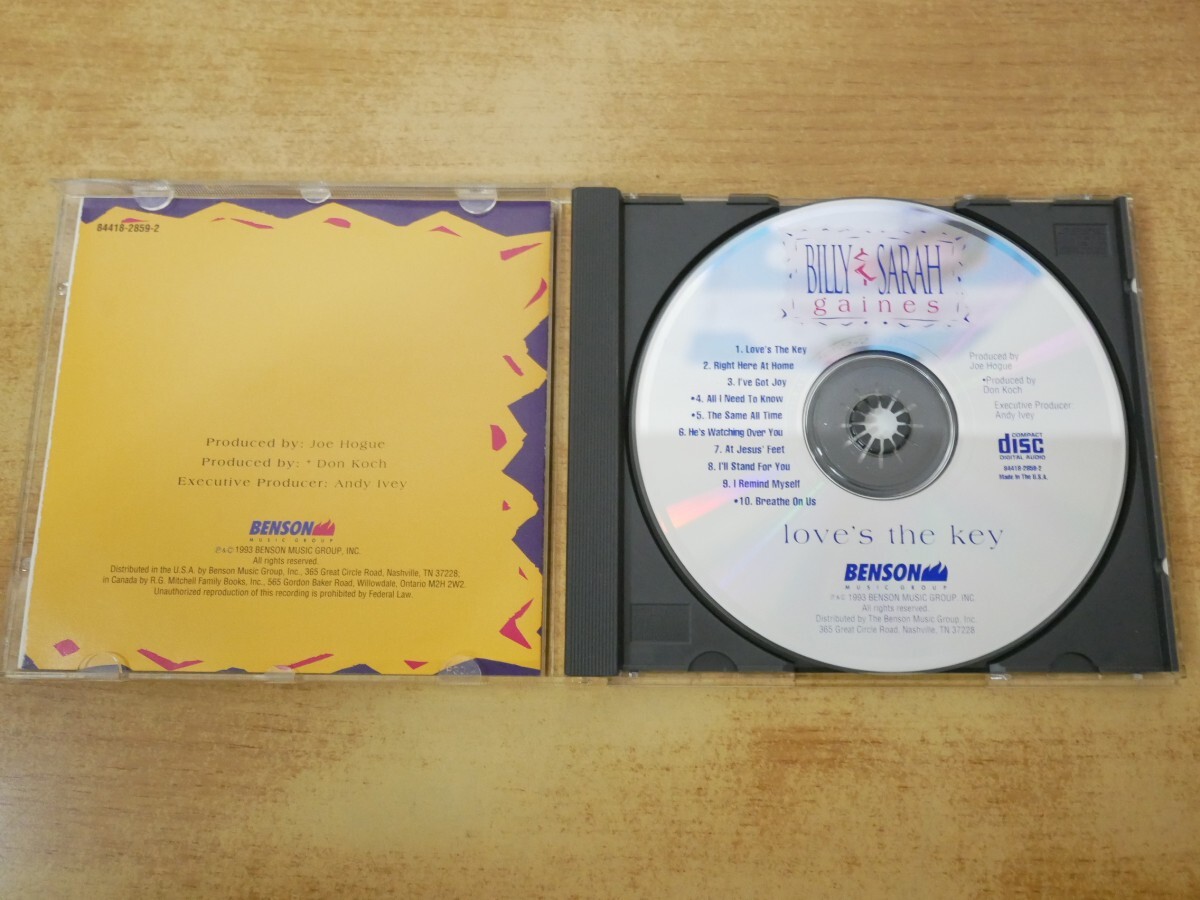 84418-2859-2
Produced by: Joe Hogue
Produced by: * Don Koch
Executive Producer: Andy Ivey
BENSON
MUSIC GROUP
℗&© 1993 BENSON MUSIC GROUP, INC.
All rights reserved.
Distributed in the U.S.A. by Benson Music Group, Inc., 365 Great Circle Road, Nashville, TN 37228,
in Canada by R.G. Mitchell Family Books, Inc., 565 Gordon Baker Road, Willowdale, Ontario M2H 2W2.
Unauthorized reproduction of this recording is prohibited by Federal Law.
BILLY & SARAH
gaines
1. Love's The Key
2. Right Here At Home
3. I've Got Joy
•4. All I Need To Know
•5. The Same All Time
6. He's Watching Over You
7. At Jesus' Feet
8. I'll Stand For You
9. I Remind Myself
•10. Breathe On Us
Produced by
Joe Hogue
•Produced by
Don Koch
Executive Producer
Andy Ivey
COMPACT
disc
DIGITAL AUDIO
84418-2859-2
Made In The U.S.A.
love's the key
BENSON
MUSIC GROUP
℗&© 1993 BENSON MUSIC GROUP, INC.
All rights reserved.
Distributed by The Benson Music Group, Inc.
365 Great Circle Road, Nashville, TN 37228